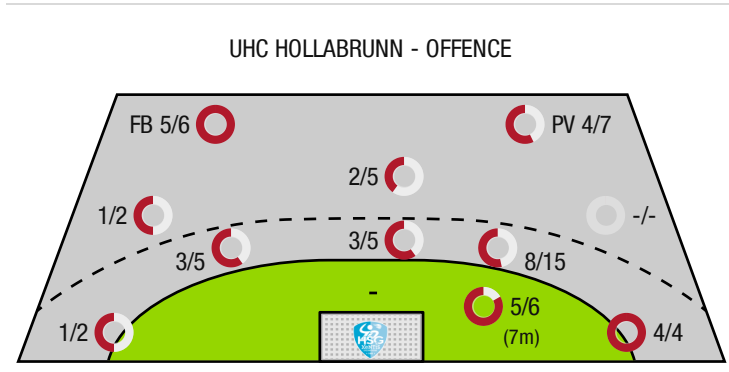 UHC HOLLABRUNN - OFFENCE
FB 5/6
PV 4/7
2/5
1/2
-/-
3/5
3/5
8/15
-
5/6
(7m)
1/2
4/4
HSG